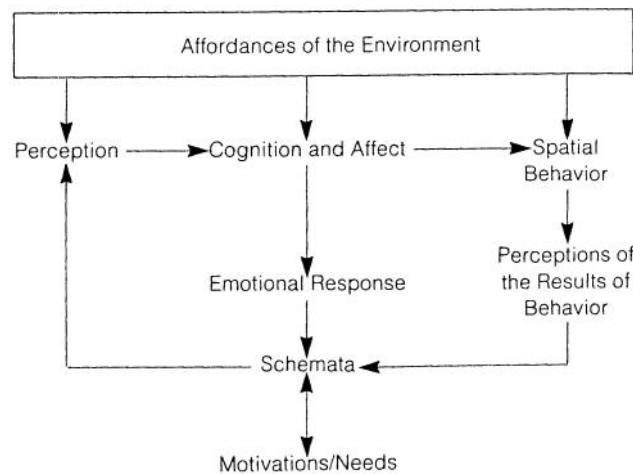 Affordances of the Environment
Perception
Cognition and Affect
Spatial
Behavior
Emotional Response
Perceptions of
the Results of
Behavior
Schemata
Motivations/Needs